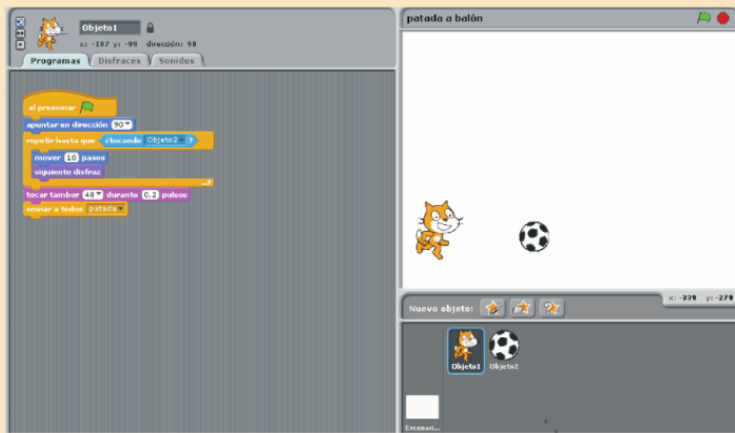 Objeto1
x: -187 y: -99 dirección: 90
Programas Disfraces Sonidos
al presionar
apuntar en dirección 90
repetir hasta que ¿tocando Objeto2 ?
mover 10 pasos
siguiente disfraz
tocar tambor 48 durante 0.2 pulsos
enviar a todos patada
patada a balón
x: -339 y: -279
Nuevo objeto:
Objeto1 Objeto2
Escenari...